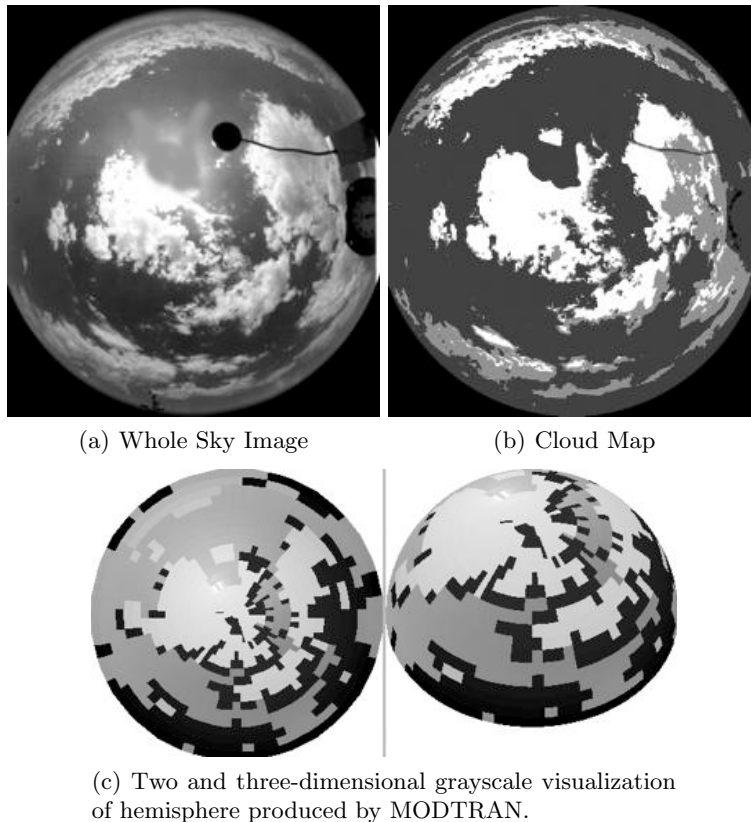 (a) Whole Sky Image
(b) Cloud Map
(c) Two and three-dimensional grayscale visualization
of hemisphere produced by MODTRAN.